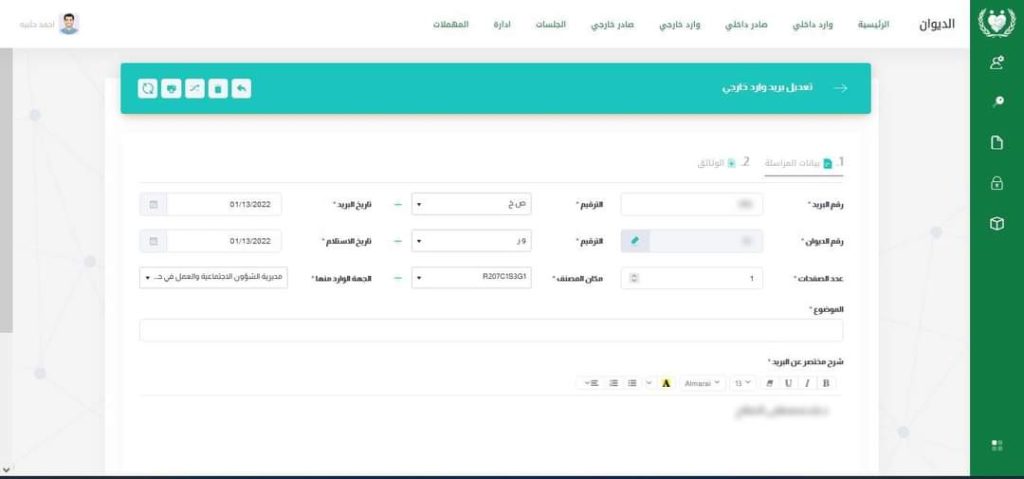 الديوان الرئيسية وارد داخلي صادر داخلي وارد خارجي صادر خارجي الجلسات ادارة المهملات احمد حلبيه
تعديل بريد وارد خارجي
1. بيانات المراسلة 2. الوثائق
رقم البريد * الترقيم * ص.خ تاريخ البريد * 01/13/2022
رقم الديوان * الترقيم * و.ر تاريخ الاستلام * 01/13/2022
عدد الصفحات * 1 مكان المصنف * R207C1S3G1 الجهة الوارد منها * مديرية الشؤون الاجتماعية والعمل في حـ...
الموضوع *
شرح مختصر عن البريد *
B I U 13 Almarai A